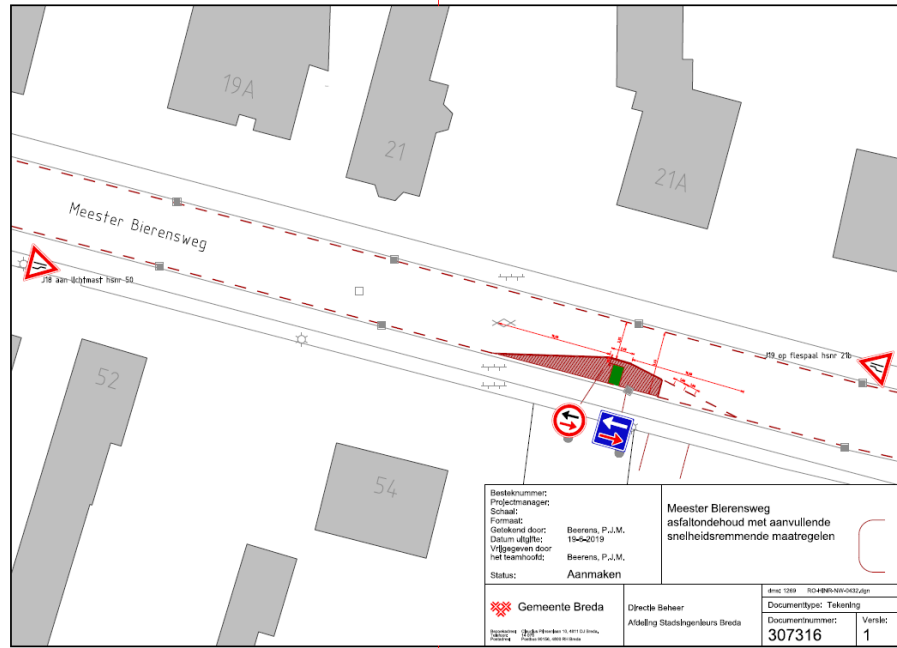 19A
21
21A
Meester Bierensweg
J18 aan lichtmast hsnr 50
J19 op flespaal hsnr 21b
52
54
Besteknummer:
Projectmanager:
Schaal:
Formaat:
Getekend door: Beerens, P.J.M.
Datum uitgifte: 19-6-2019
Vrijgegeven door
het teamhoofd: Beerens, P.J.M.
Status: Aanmaken
Meester Bierensweg
asfaltondehoud met aanvullende
snelheidsremmende maatregelen
Gemeente Breda
Directie Beheer
Afdeling Stadsingenieurs Breda
Documenttype: Tekening
Documentnummer: Versie:
307316 1